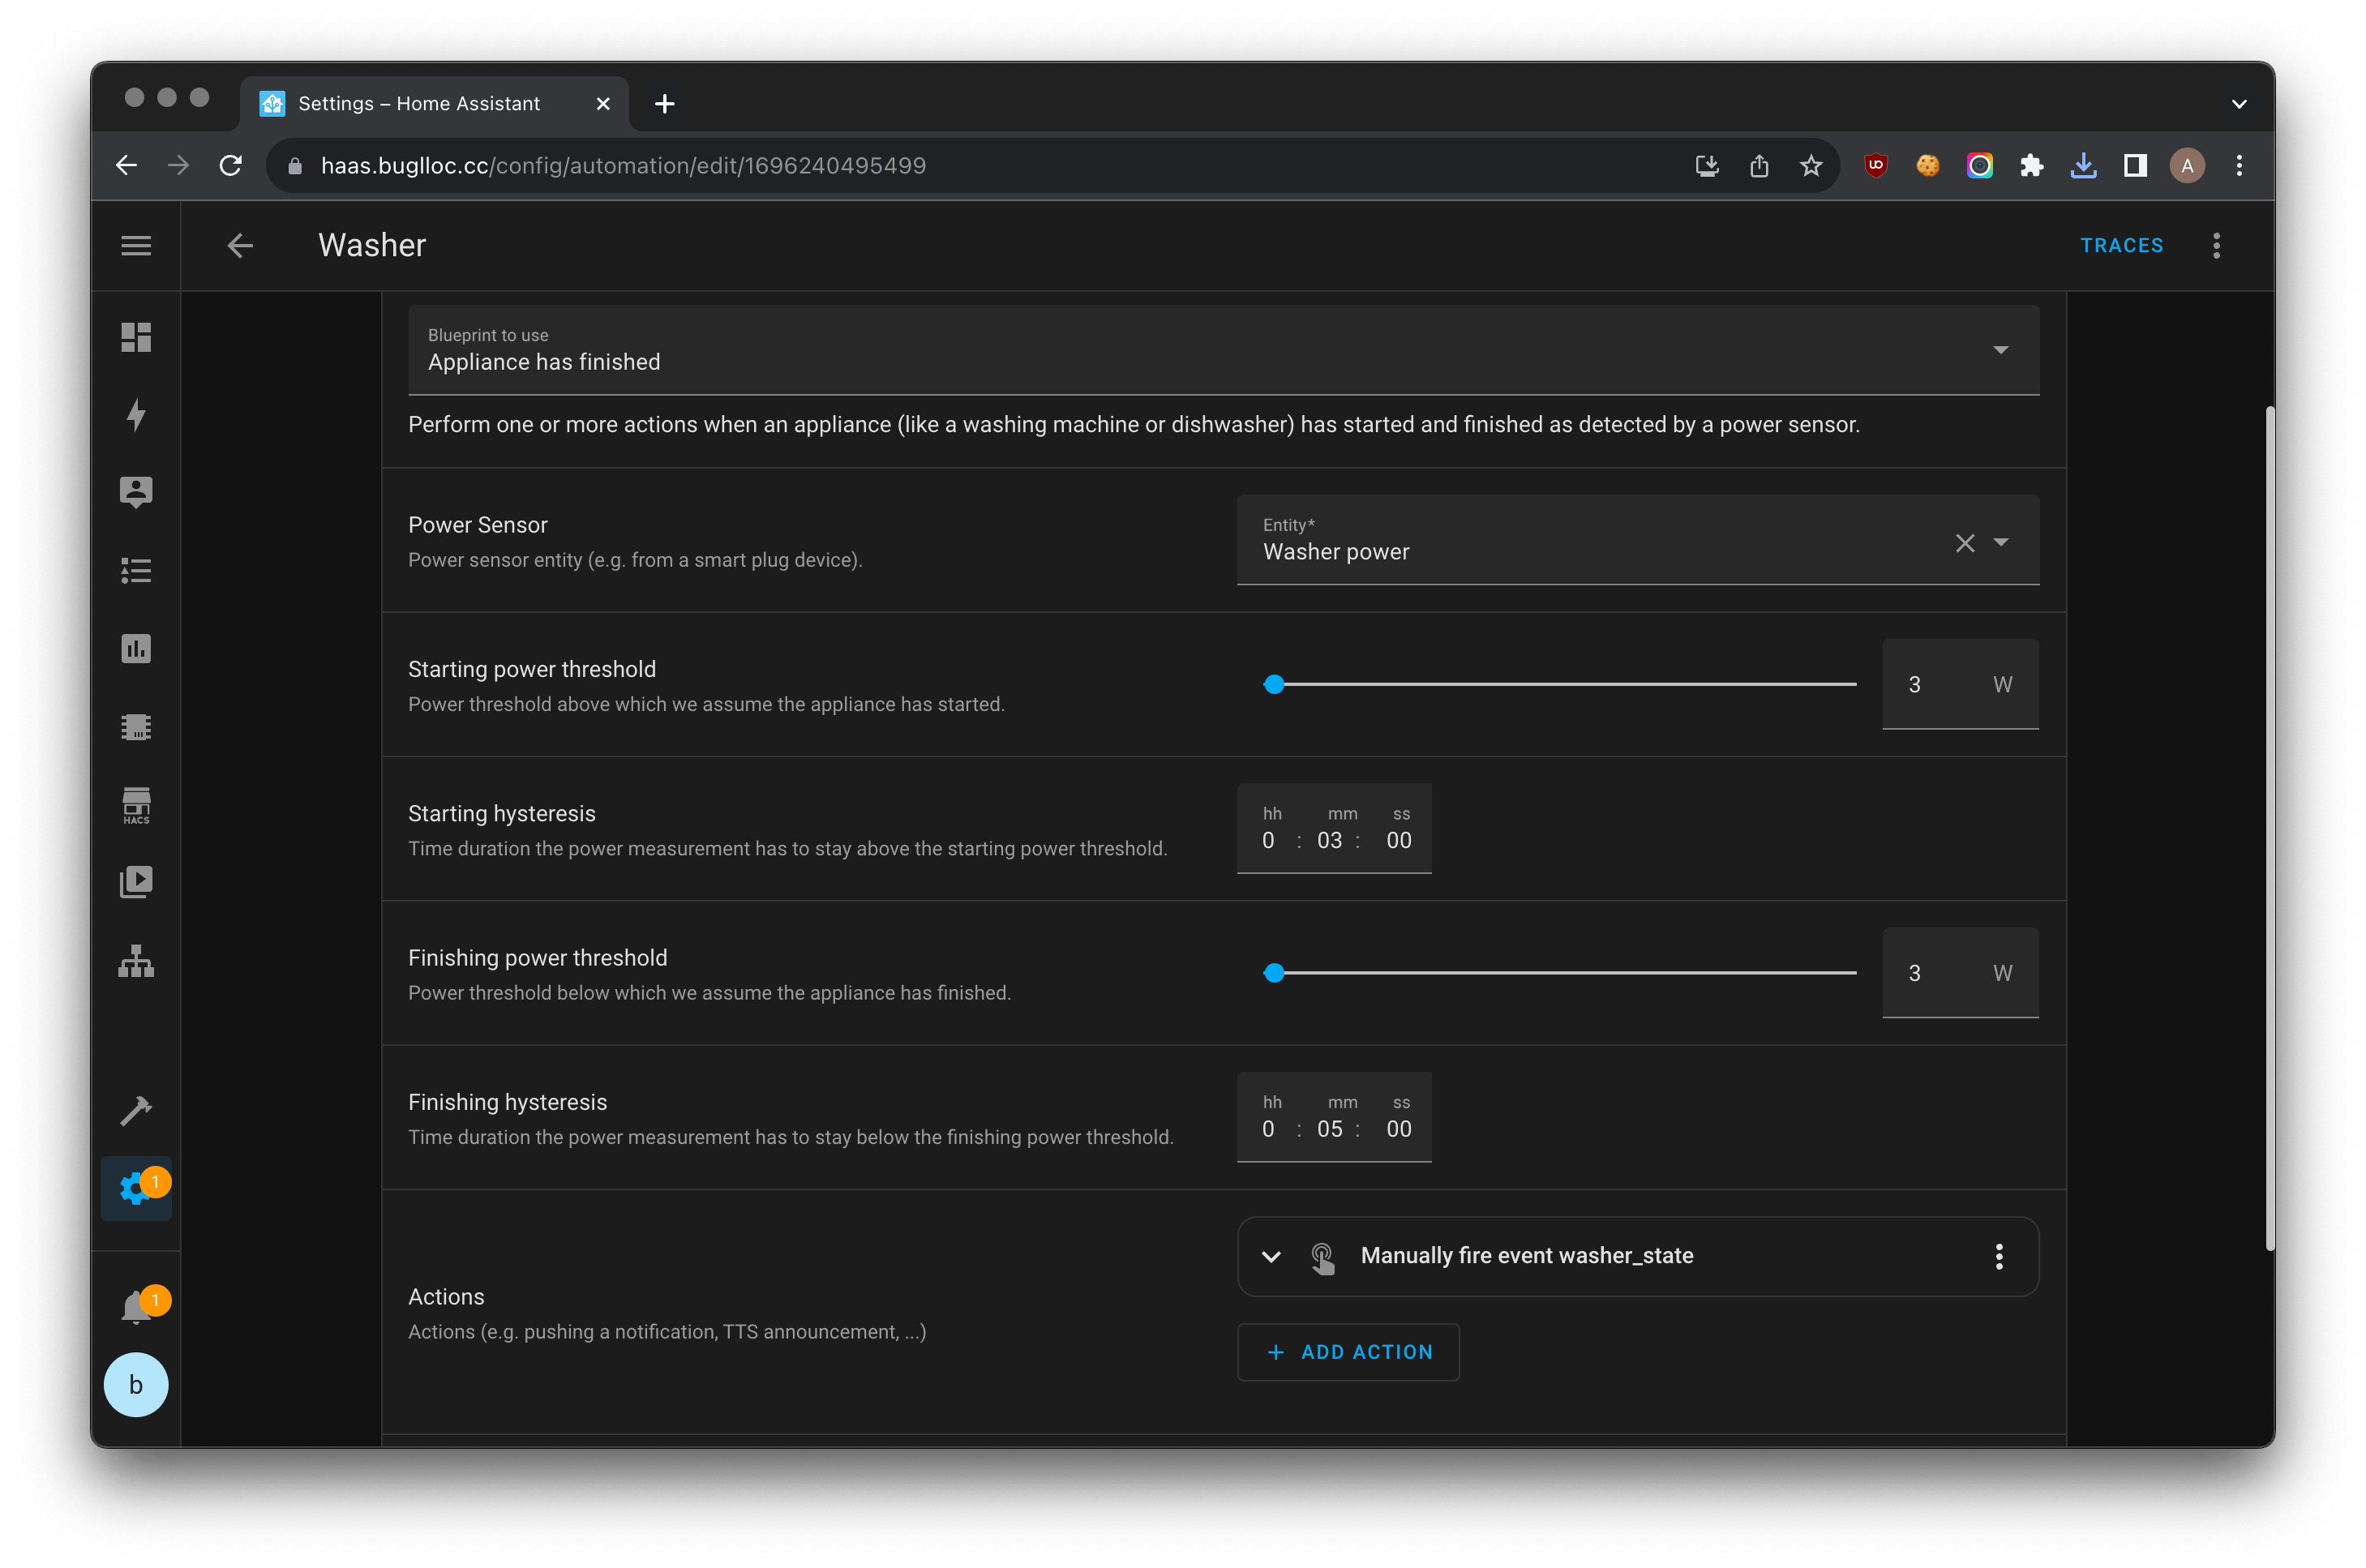 Settings – Home Assistant
haas.buglloc.cc/config/automation/edit/1696240495499
A
Washer
TRACES
Blueprint to use
Appliance has finished
Perform one or more actions when an appliance (like a washing machine or dishwasher) has started and finished as detected by a power sensor.
Power Sensor
Power sensor entity (e.g. from a smart plug device).
Entity*
Washer power
Starting power threshold
Power threshold above which we assume the appliance has started.
3 W
Starting hysteresis
Time duration the power measurement has to stay above the starting power threshold.
hh mm ss
0 : 03 : 00
Finishing power threshold
Power threshold below which we assume the appliance has finished.
3 W
Finishing hysteresis
Time duration the power measurement has to stay below the finishing power threshold.
hh mm ss
0 : 05 : 00
Actions
Actions (e.g. pushing a notification, TTS announcement, ...)
Manually fire event washer_state
+ ADD ACTION
HACS
1
1
b